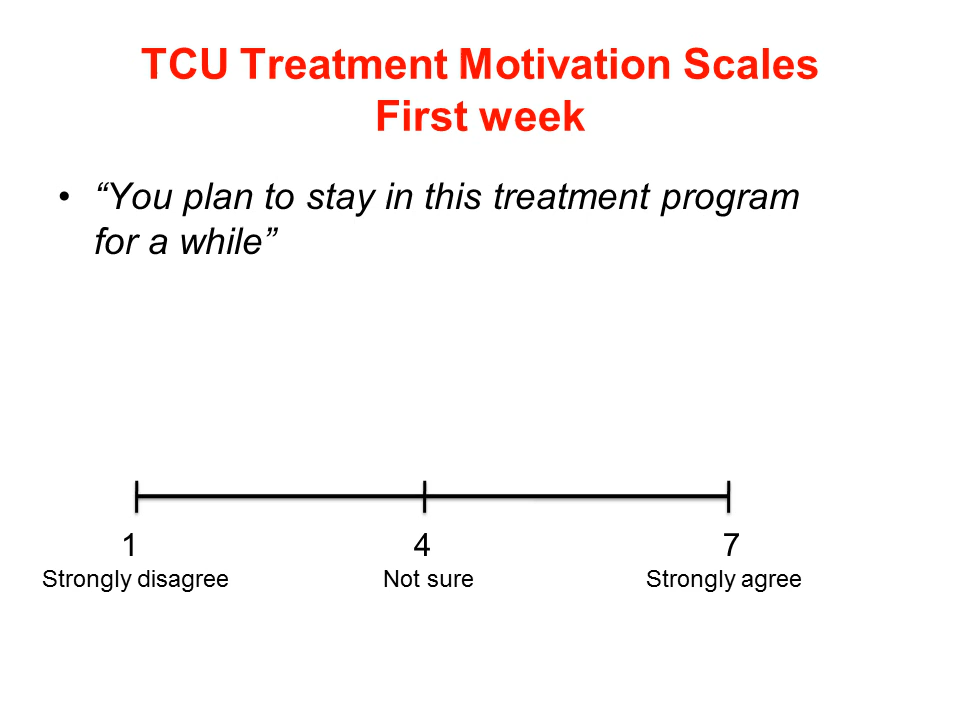 TCU Treatment Motivation Scales
First week
• “You plan to stay in this treatment program
for a while”
1 4 7
Strongly disagree Not sure Strongly agree